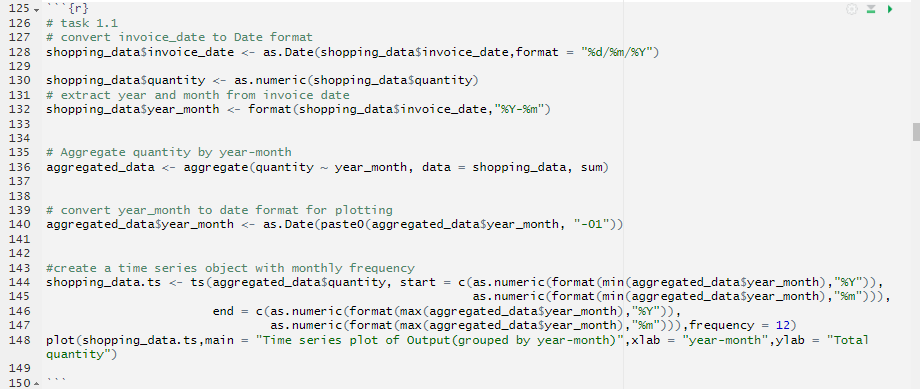 125 ```{r}
126 # task 1.1
127 # convert invoice_date to Date format
128 shopping_data$invoice_date <- as.Date(shopping_data$invoice_date,format = "%d/%m/%Y")
129
130 shopping_data$quantity <- as.numeric(shopping_data$quantity)
131 # extract year and month from invoice date
132 shopping_data$year_month <- format(shopping_data$invoice_date,"%Y-%m")
133
134
135 # Aggregate quantity by year-month
136 aggregated_data <- aggregate(quantity ~ year_month, data = shopping_data, sum)
137
138
139 # convert year_month to date format for plotting
140 aggregated_data$year_month <- as.Date(paste0(aggregated_data$year_month, "-01"))
141
142
143 #create a time series object with monthly frequency
144 shopping_data.ts <- ts(aggregated_data$quantity, start = c(as.numeric(format(min(aggregated_data$year_month),"%Y")),
145 as.numeric(format(min(aggregated_data$year_month),"%m"))),
146 end = c(as.numeric(format(max(aggregated_data$year_month),"%Y")),
147 as.numeric(format(max(aggregated_data$year_month),"%m"))),frequency = 12)
148 plot(shopping_data.ts,main = "Time series plot of Output(grouped by year-month)",xlab = "year-month",ylab = "Total
quantity")
149
150 ```